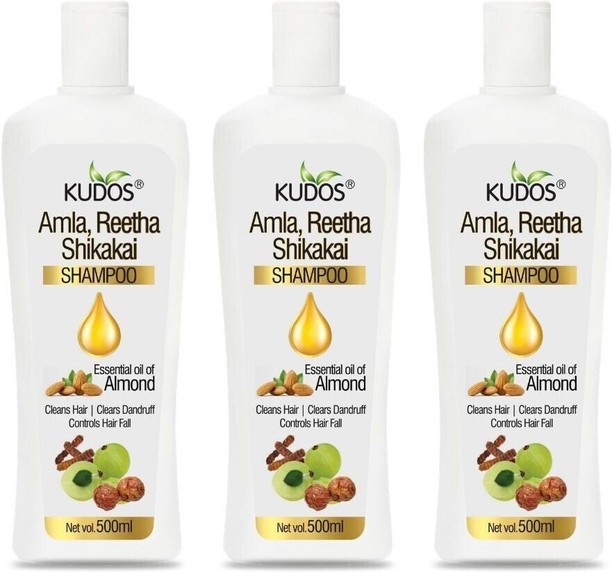 KUDOS®
Amla, Reetha
Shikakai
SHAMPOO
Essential oil of
Almond
Cleans Hair | Clears Dandruff
Controls Hair Fall
Net vol. 500ml
KUDOS®
Amla, Reetha
Shikakai
SHAMPOO
Essential oil of
Almond
Cleans Hair | Clears Dandruff
Controls Hair Fall
Net vol. 500ml
KUDOS®
Amla, Reetha
Shikakai
SHAMPOO
Essential oil of
Almond
Cleans Hair | Clears Dandruff
Controls Hair Fall
Net vol. 500ml